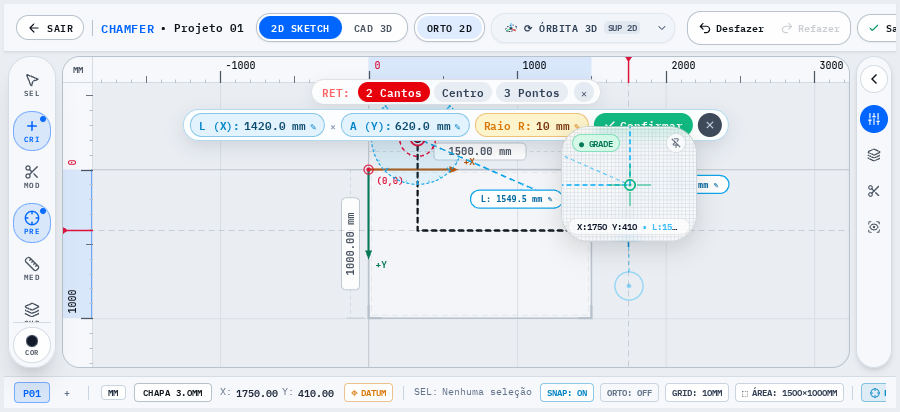 SAIR
CHAMFER • Projeto 01
2D SKETCH
CAD 3D
ORTO 2D
ÓRBITA 3D
SUP 2D
Desfazer
Refazer
MM
-1000
0
1000
2000
3000
RET:
2 Cantos
Centro
3 Pontos
×
L (X): 1420.0 mm
×
A (Y): 620.0 mm
Raio R: 10 mm
Confirmar
GRADE
1500.00 mm
+X
(0,0)
L: 1549.5 mm
X:1750 Y:410 • L:15…
1000.00 mm
+Y
0
1000
SEL
CRI
MOD
PRE
MED
COR
P01
+
MM
CHAPA 3.0MM
X: 1750.00 Y: 410.00
DATUM
SEL: Nenhuma seleção
SNAP: ON
ORTO: OFF
GRID: 10MM
ÁREA: 1500×1000MM